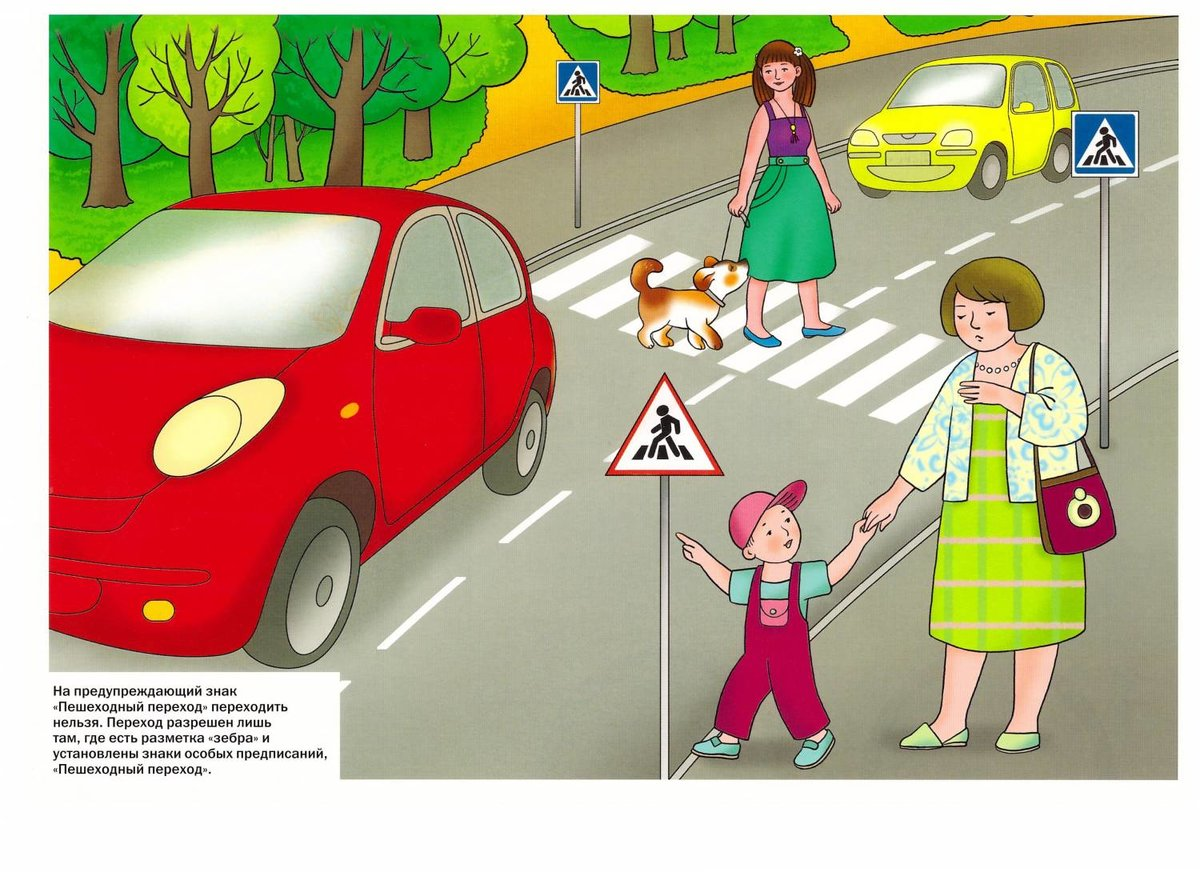 На предупреждающий знак
«Пешеходный переход» переходить
нельзя. Переход разрешен лишь
там, где есть разметка «зебра» и
установлены знаки особых предписаний,
«Пешеходный переход».